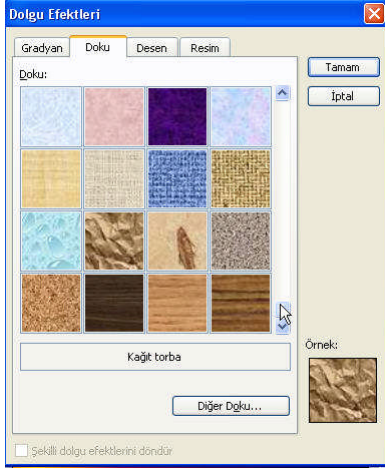 Dolgu Efektleri
Gradyan Doku Desen Resim
Doku:
Tamam
İptal
Kağıt torba
Örnek:
Diğer Doku...
Şekilli dolgu efektlerini döndür